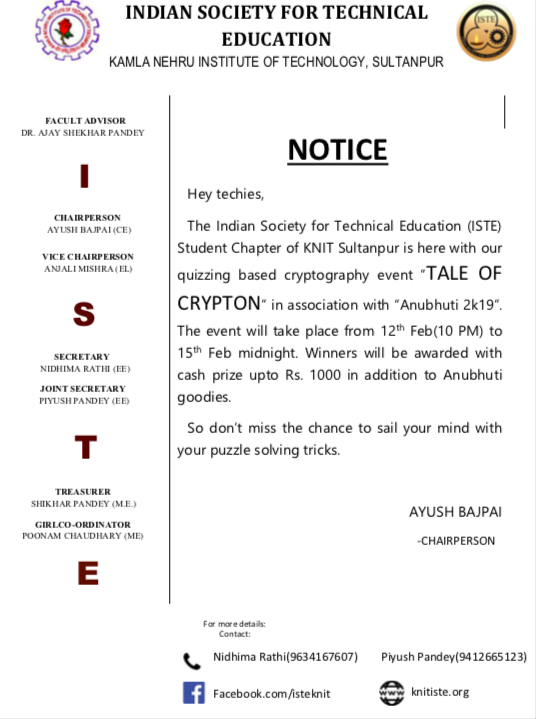 INDIAN SOCIETY FOR TECHNICAL
EDUCATION
KAMLA NEHRU INSTITUTE OF TECHNOLOGY, SULTANPUR
ISTE
FACULT ADVISOR
DR. AJAY SHEKHAR PANDEY
I
CHAIRPERSON
AYUSH BAJPAI (CE)
VICE CHAIRPERSON
ANJALI MISHRA (EL)
S
SECRETARY
NIDHIMA RATHI (EE)
JOINT SECRETARY
PIYUSH PANDEY (EE)
T
TREASURER
SHIKHAR PANDEY (M.E.)
GIRLCO-ORDINATOR
POONAM CHAUDHARY (ME)
E
NOTICE
Hey techies,
The Indian Society for Technical Education (ISTE)
Student Chapter of KNIT Sultanpur is here with our
quizzing based cryptography event “TALE OF
CRYPTON“ in association with “Anubhuti 2k19”.
The event will take place from 12th Feb(10 PM) to
15th Feb midnight. Winners will be awarded with
cash prize upto Rs. 1000 in addition to Anubhuti
goodies.
So don’t miss the chance to sail your mind with
your puzzle solving tricks.
AYUSH BAJPAI
-CHAIRPERSON
For more details:
Contact:
Nidhima Rathi(9634167607) Piyush Pandey(9412665123)
Facebook.com/isteknit
www
knitiste.org